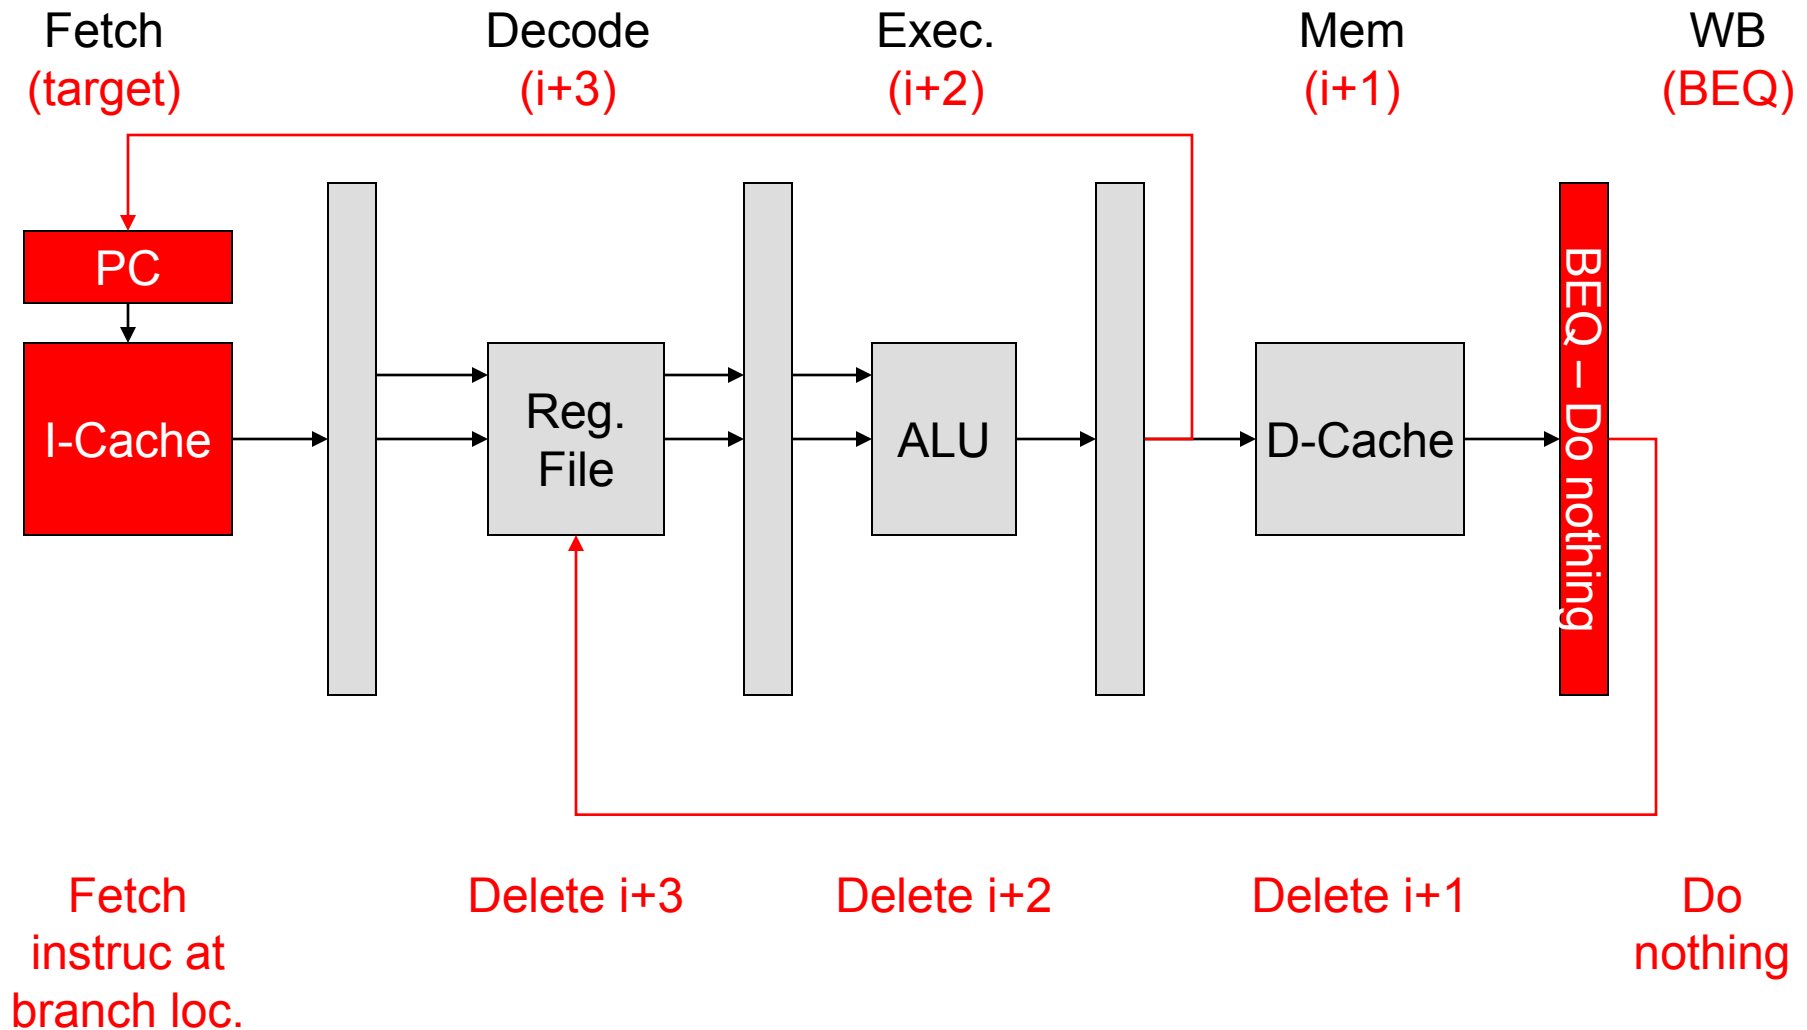 Fetch
(target)
Decode
(i+3)
Exec.
(i+2)
Mem
(i+1)
WB
(BEQ)
PC
I-Cache
Reg.
File
ALU
D-Cache
BEQ – Do nothing
Fetch
instruc at
branch loc.
Delete i+3
Delete i+2
Delete i+1
Do
nothing